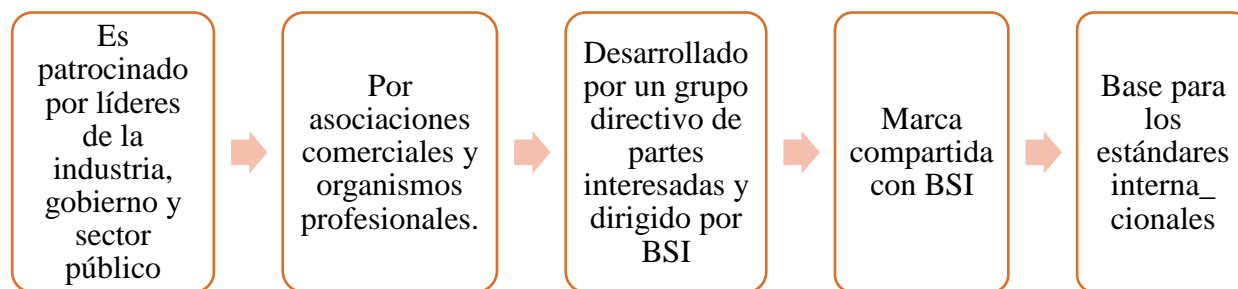 Es
patrocinado
por líderes
de la
industria,
gobierno y
sector
público
Por
asociaciones
comerciales y
organismos
profesionales.
Desarrollado
por un grupo
directivo de
partes
interesadas y
dirigido por
BSI
Marca
compartida
con BSI
Base para
los
estándares
interna_
cionales